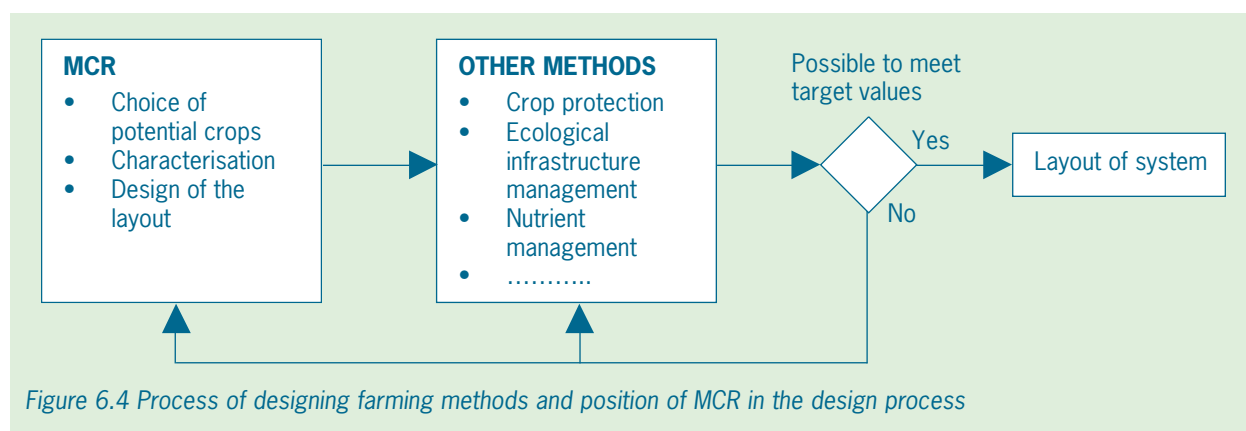 MCR
• Choice of
potential crops
• Characterisation
• Design of the
layout
OTHER METHODS
• Crop protection
• Ecological
infrastructure
management
• Nutrient
management
• ………..
Possible to meet
target values
Yes
No
Layout of system
Figure 6.4 Process of designing farming methods and position of MCR in the design process